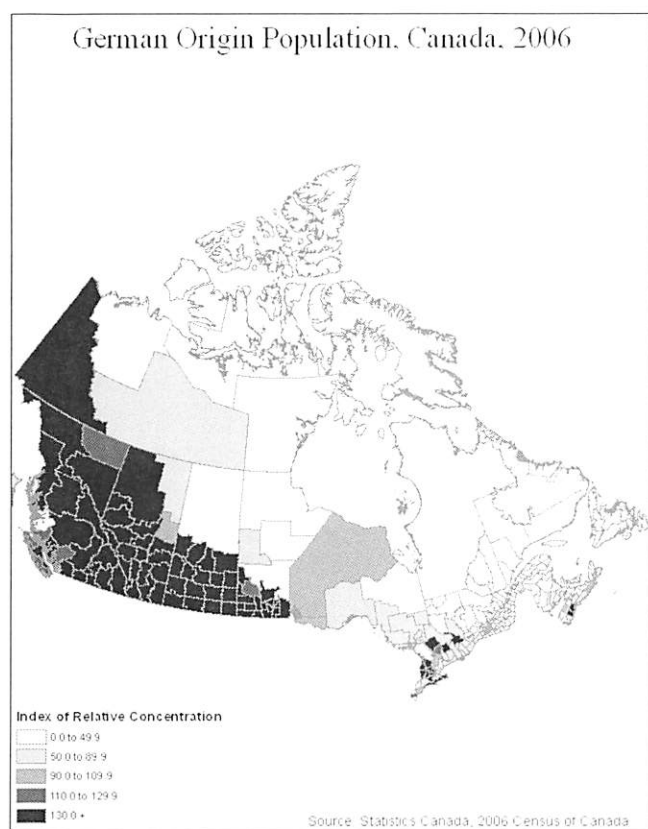 German Origin Population, Canada, 2006
Index of Relative Concentration
0.0 to 49.9
50.0 to 89.9
90.0 to 109.9
110.0 to 129.9
130.0 +
Source: Statistics Canada, 2006 Census of Canada